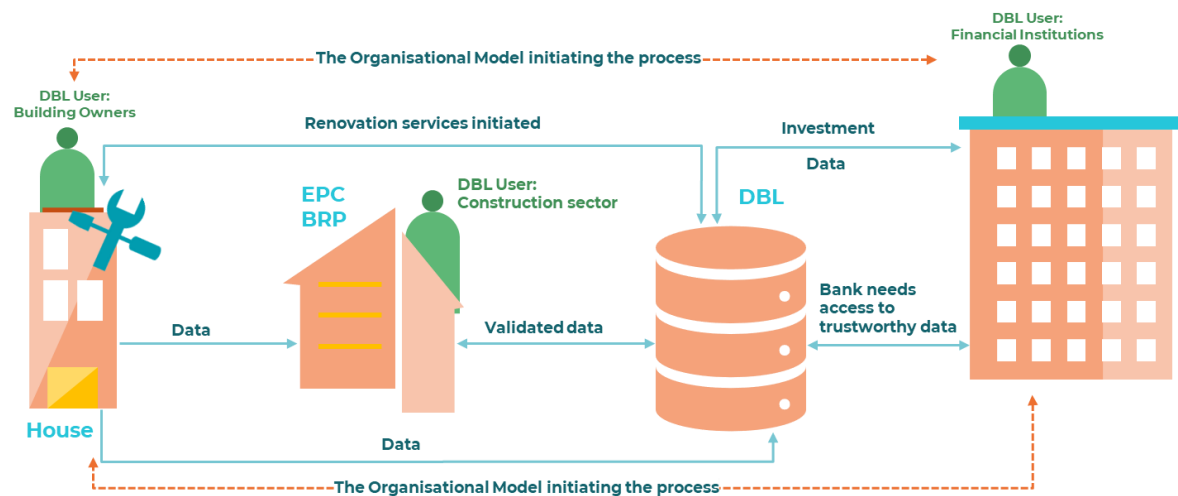 DBL User:
Financial Institutions
The Organisational Model initiating the process
DBL User:
Building Owners
Renovation services initiated
Investment
Data
EPC
BRP
DBL User:
Construction sector
DBL
Data
Validated data
Bank needs
access to
trustworthy data
House
Data
The Organisational Model initiating the process